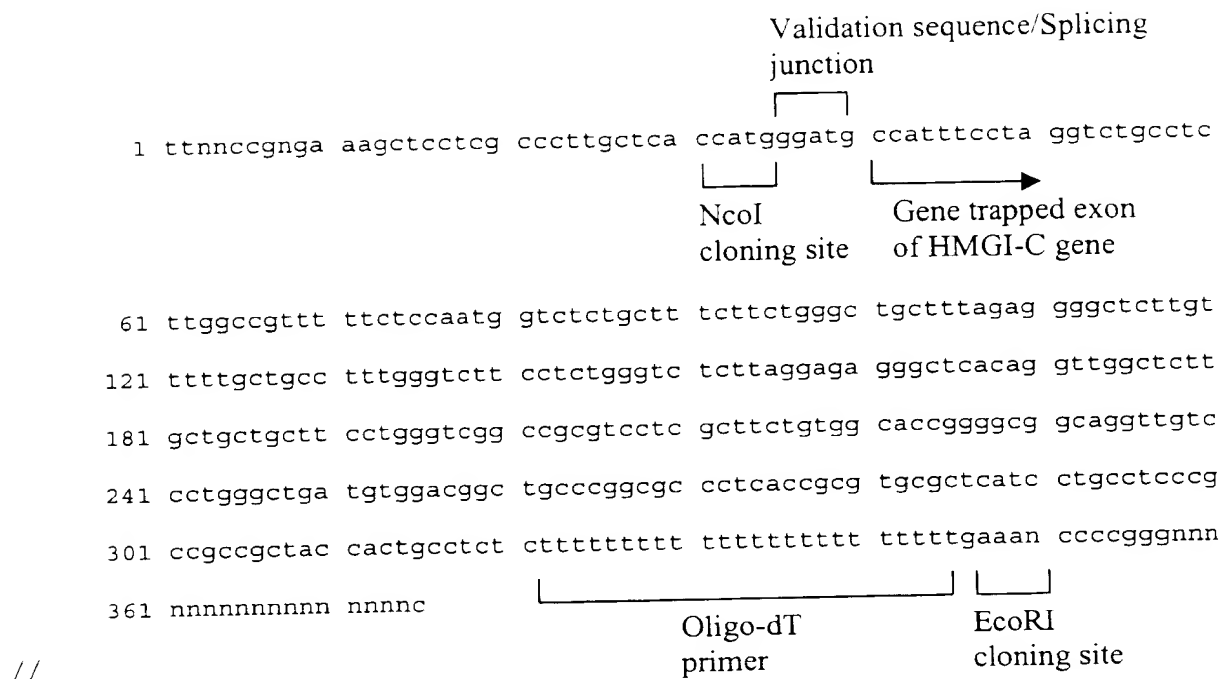 Validation sequence/Splicing
junction
1 ttnnccgnga aagctcctcg cccttgctca ccatgggatg ccatttccta ggtctgcctc
NcoI
cloning site
Gene trapped exon
of HMGI-C gene
61 ttggccgttt ttctccaatg gtctctgctt tcttctgggc tgctttagag gggctcttgt
121 ttttgctgcc tttgggtctt cctctgggtc tcttaggaga gggctcacag gttggctctt
181 gctgctgctt cctgggtcgg ccgcgtcctc gcttctgtgg caccggggcg gcaggttgtc
241 cctgggctga tgtggacggc tgcccggcgc cctcaccgcg tgcgctcatc ctgcctcccg
301 ccgccgctac cactgcctct cttttttttt tttttttttt tttttgaaan ccccgggnnn
361 nnnnnnnnnn nnnnc
Oligo-dT
primer
EcoRI
cloning site
//